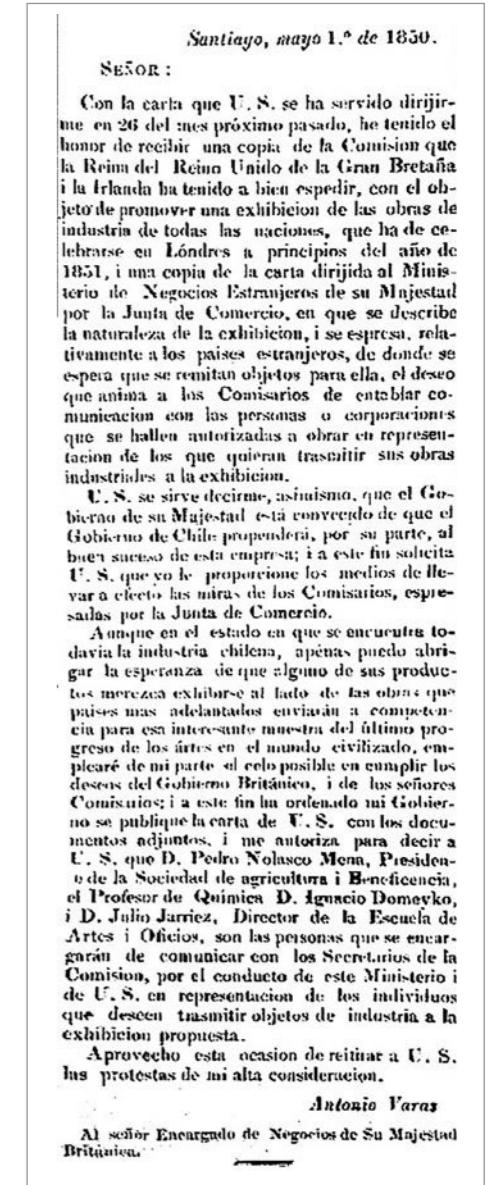 Santiago, mayo 1.º de 1850.
SEÑOR:
Con la carta que U. S. se ha servido dirijir-
me en 26 del mes próximo pasado, he tenido el
honor de recibir una copia de la Comision que
la Reina del Reino Unido de la Gran Bretaña
i la Irlanda ha tenido a bien espedir, con el ob-
jeto de promover una exhibicion de las obras de
industria de todas las naciones, que ha de ce-
lebrarse en Lóndres a principios del año de
1851, i una copia de la carta dirijida al Minis-
terio de Negocios Estranjeros de su Majestad
por la Junta de Comercio, en que se describe
la naturaleza de la exhibicion, i se espresa, rela-
tivamente a los paises estranjeros, de donde se
espera que se remitan objetos para ella, el deseo
que anima a los Comisarios de entablar co-
municacion con las personas o corporaciones
que se hallen autorizadas a obrar en represen-
tacion de los que quieran trasmitir sus obras
industriales a la exhibicion.
U. S. se sirve decirme, asimismo, que el Go-
bierno de su Majestad está convecdo de que el
Gobierno de Chile propenderá, por su parte, al
buen suceso de esta empresa; i a este fin solicita
U. S. que yo le proporcione los medios de lle-
var a efecto las miras de los Comisarios, espre-
sadas por la Junta de Comercio.
Aunque en el estado en que se encuentra to-
davia la industria chilena, apénas puedo abri-
gar la esperanza de que alguno de sus produc-
tos merezca exhibirse al lado de las obras que
paises mas adelantados enviarán a competen-
cia para esa interesante muestra del último pro-
greso de los ártes en el mundo civilizado, em-
plearé de mi parte el celo posible en cumplir los
deseos del Gobierno Británico, i de los señores
Comisarios; i a este fin ha ordenado mi Gobier-
no se publique la carta de U. S. con los docu-
mentos adjuntos, i me autoriza para decir a
U. S. que D. Pedro Nolasco Mena, Presiden-
e de la Sociedad de agricultura i Beneficencia,
el Profesor de Química D. Ignacio Domeyko,
i D. Julio Jarriez, Director de la Escuela de
Artes i Oficios, son las personas que se encar-
garán de comunicar con los Secretarios de la
Comision, por el conducto de este Ministerio i
de U. S. en representacion de los individuos
que deseen trasmitir objetos de industria a la
exhibicion propuesta.
Aprovecho esta ocasion de reiterar a U. S.
las protestas de mi alta consideracion.
Antonio Varas
Al señor Encargado de Negocios de Su Majestad
Británica.